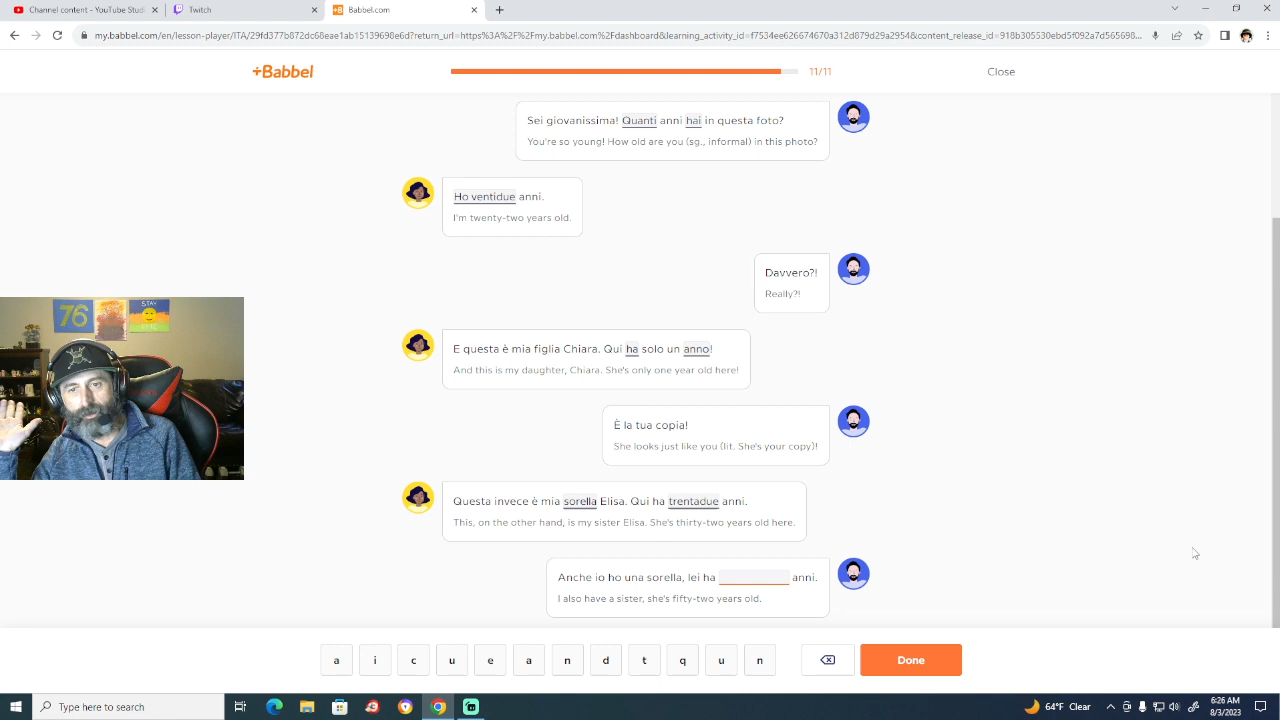 Channel content - YouTube Studi
Twitch
Babbel.com
my.babbel.com/en/lesson-player/ITA/29fd377b872dc68eae1ab15139698e6d?return_url=https%3A%2F%2Fmy.babbel.com%2Fdashboard&learning_activity_id=f7534ee626674670a312d879d29a2954&content_release_id=918b305530ebd5f092a7d565698...
+Babbel
11/11
Close
Sei giovanissima! Quanti anni hai in questa foto?
You're so young! How old are you (sg., informal) in this photo?
Ho ventidue anni.
I'm twenty-two years old.
Davvero?!
Really?!
E questa è mia figlia Chiara. Qui ha solo un anno!
And this is my daughter, Chiara. She's only one year old here!
È la tua copia!
She looks just like you (lit. She's your copy)!
Questa invece è mia sorella Elisa. Qui ha trentadue anni.
This, on the other hand, is my sister Elisa. She's thirty-two years old here.
Anche io ho una sorella, lei ha anni.
I also have a sister, she's fifty-two years old.
76
STAY
a i c u e a n d t q u n
Done
Type here to search
64°F Clear
6:26 AM
8/3/2023